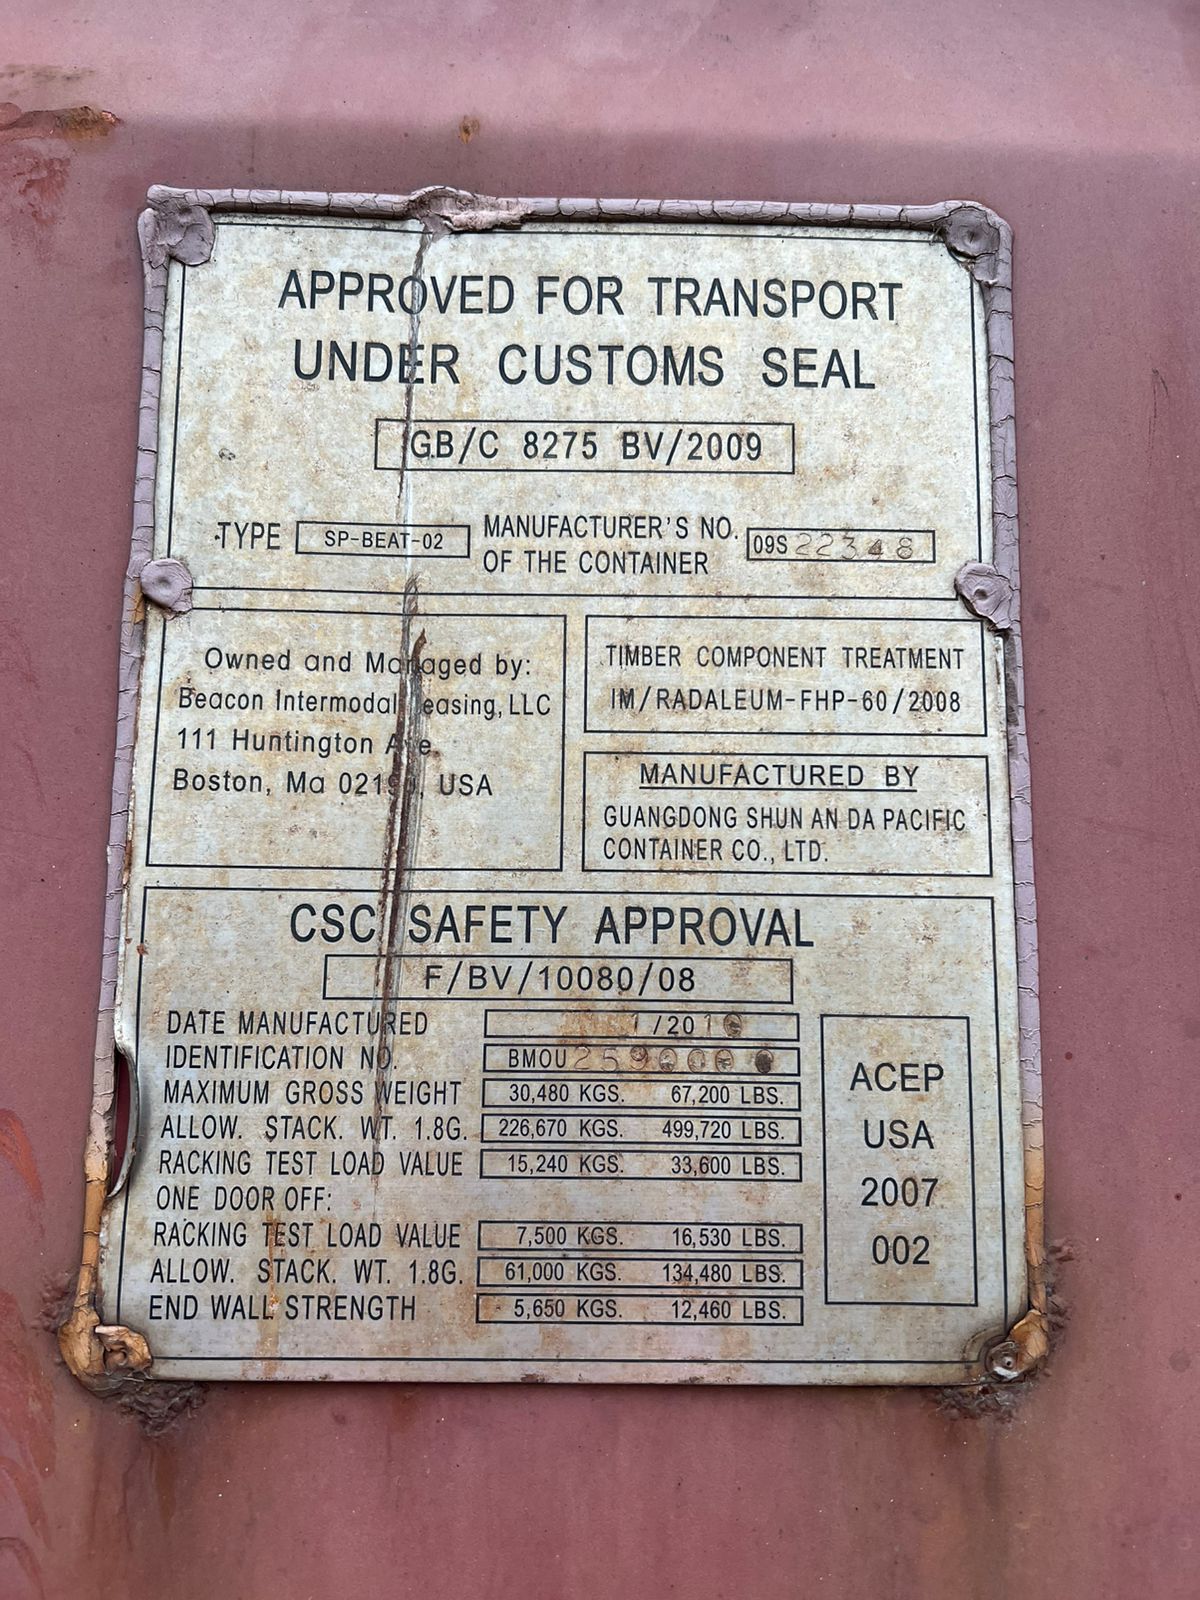 APPROVED FOR TRANSPORT
UNDER CUSTOMS SEAL
GB/C 8275 BV/2009
TYPE SP-BEAT-02 MANUFACTURER'S NO. OF THE CONTAINER 09S 22348
Owned and Managed by:
Beacon Intermodal Leasing, LLC
111 Huntington Ave.
Boston, Ma USA
TIMBER COMPONENT TREATMENT
IM/RADALEUM-FHP-60/2008
MANUFACTURED BY
GUANGDONG SHUN AN DA PACIFIC
CONTAINER CO., LTD.
CSC SAFETY APPROVAL
F/BV/10080/08
DATE MANUFACTURED
IDENTIFICATION NO. BMOU
MAXIMUM GROSS WEIGHT 30,480 KGS. 67,200 LBS.
ALLOW. STACK. WT. 1.8G. 226,670 KGS. 499,720 LBS.
RACKING TEST LOAD VALUE 15,240 KGS. 33,600 LBS.
ONE DOOR OFF:
RACKING TEST LOAD VALUE 7,500 KGS. 16,530 LBS.
ALLOW. STACK. WT. 1.8G. 61,000 KGS. 134,480 LBS.
END WALL STRENGTH 5,650 KGS. 12,460 LBS.
ACEP
USA
2007
002